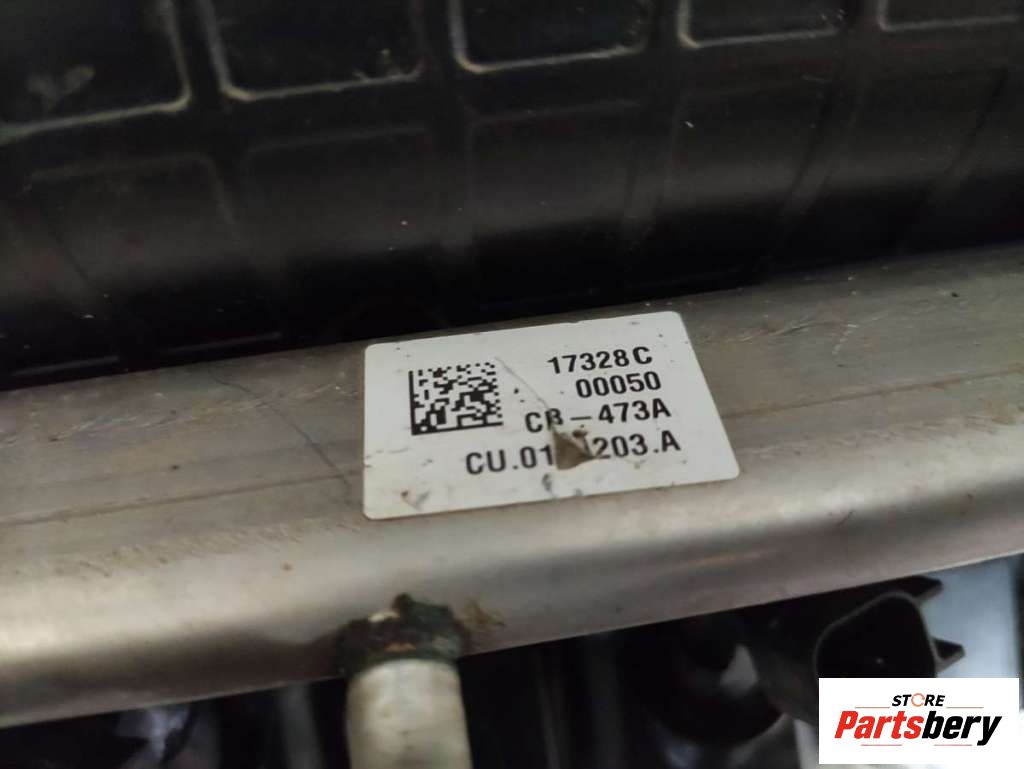 17328C
00050
CB-473A
STORE
Partsbery